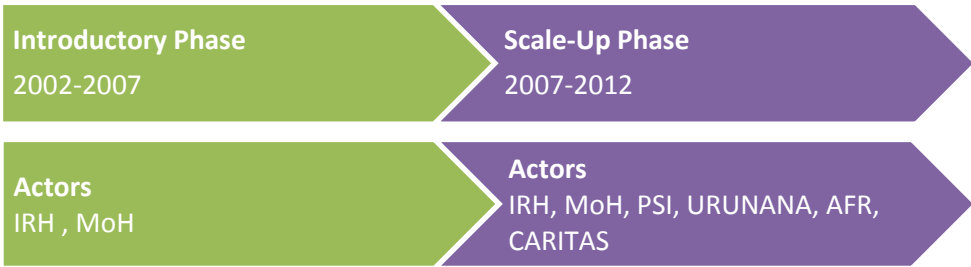 Introductory Phase
2002-2007
Scale-Up Phase
2007-2012
Actors
IRH , MoH
Actors
IRH, MoH, PSI, URUNANA, AFR,
CARITAS